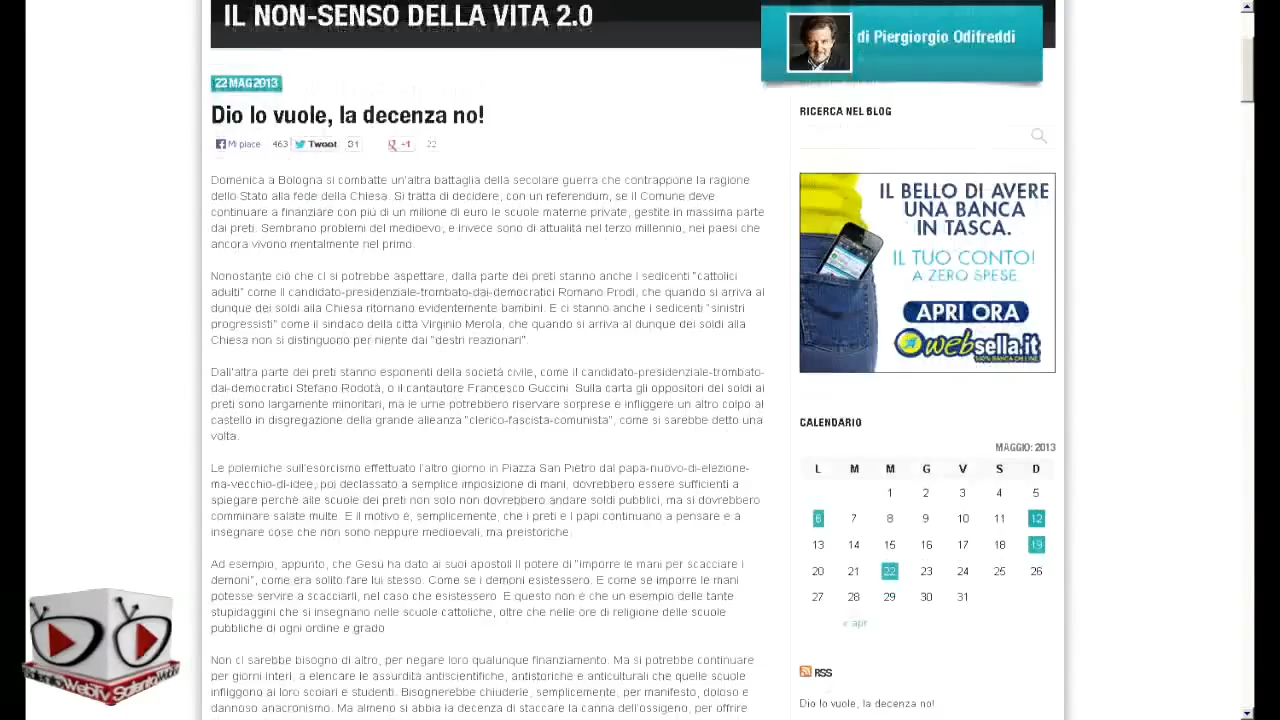 IL NON-SENSO DELLA VITA 2.0
di Piergiorgio Odifreddi
22 MAG 2013
Dio lo vuole, la decenza no!
Mi piace 463 Tweet 31 +1 22
Domenica a Bologna si combatte un'altra battaglia della secolare guerra che contrappone la ragione
dello Stato alla fede della Chiesa. Si tratta di decidere, con un referendum, se il Comune deve
continuare a finanziare con più di un milione di euro le scuole materne private, gestite in massima parte
dai preti. Sembrano problemi del medioevo, e invece sono di attualità nel terzo millennio, nei paesi che
ancora vivono mentalmente nel primo.
Nonostante ciò che ci si potrebbe aspettare, dalla parte dei preti stanno anche i sedicenti "cattolici
adulti" come il candidato-presidenziale-trombato-dai-democratici Romano Prodi, che quando si arriva al
dunque dei soldi alla Chiesa ritornano evidentemente bambini. E ci stanno anche i sedicenti "sinistri
progressisti" come il sindaco della città Virginio Merola, che quando si arriva al dunque dei soldi alla
Chiesa non si distinguono per niente dai "destri reazionari".
Dall'altra parte dei preti stanno esponenti della società civile, come il candidato-presidenziale-trombato-
dai-democratici Stefano Rodotà, o il cantautore Francesco Guccini. Sulla carta gli oppositori dei soldi ai
preti sono largamente minoritari, ma le urne potrebbero riservare sorprese e infliggere un altro colpo al
castello in disgregazione della grande alleanza "clerico-fascista-comunista", come si sarebbe detto una
volta.
Le polemiche sull'esorcismo effettuato l'altro giorno in Piazza San Pietro dal papa-nuovo-di-elezione-
ma-vecchio-di-idee, poi declassato a semplice imposizione di mani, dovrebbero essere sufficienti a
spiegare perchè alle scuole dei preti non solo non dovrebbero andare soldi pubblici, ma si dovrebbero
comminare salate multe. E il motivo è, semplicemente, che i preti e i papi continuano a pensare e a
insegnare cose che non sono neppure medioevali, ma preistoriche.
Ad esempio, appunto, che Gesù ha dato ai suoi apostoli il potere di "imporre le mani per scacciare i
demoni", come era solito fare lui stesso. Come se i demoni esistessero. E come se imporre le mani
potesse servire a scacciarli, nel caso che esistessero. E questo non è che un esempio delle tante
stupidaggini che si insegnano nelle scuole cattoliche, oltre che nelle ore di religione delle scuole
pubbliche di ogni ordine e grado
Non ci sarebbe bisogno di altro, per negare loro qualunque finanziamento. Ma si potrebbe continuare
per giorni interi, a elencare le assurdità antiscientifiche, antistoriche e anticulturali che quelle scuole
infliggono ai loro scolari e studenti. Bisognerebbe chiuderle, semplicemente, per manifesto, doloso e
dannoso anacronismo. Ma almeno si abbia la decenza di staccare la canna dell'ossigeno, per offrire
RICERCA NEL BLOG
IL BELLO DI AVERE
UNA BANCA
IN TASCA.
IL TUO CONTO!
A ZERO SPESE.
APRI ORA
websella.it
100% BANCA ON LINE
CALENDARIO
MAGGIO: 2013
L M M G V S D
1 2 3 4 5
6 7 8 9 10 11 12
13 14 15 16 17 18 19
20 21 22 23 24 25 26
27 28 29 30 31
« apr
RSS
Dio lo vuole, la decenza no!
SalentoWebTv SalentoWebTv